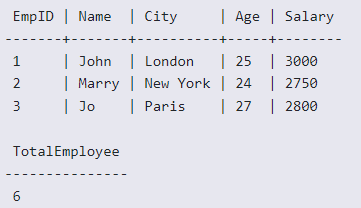 EmpID | Name | City | Age | Salary
-------+-------+----------+-----+--------
1 | John | London | 25 | 3000
2 | Marry | New York | 24 | 2750
3 | Jo | Paris | 27 | 2800
TotalEmployee
---------------
6